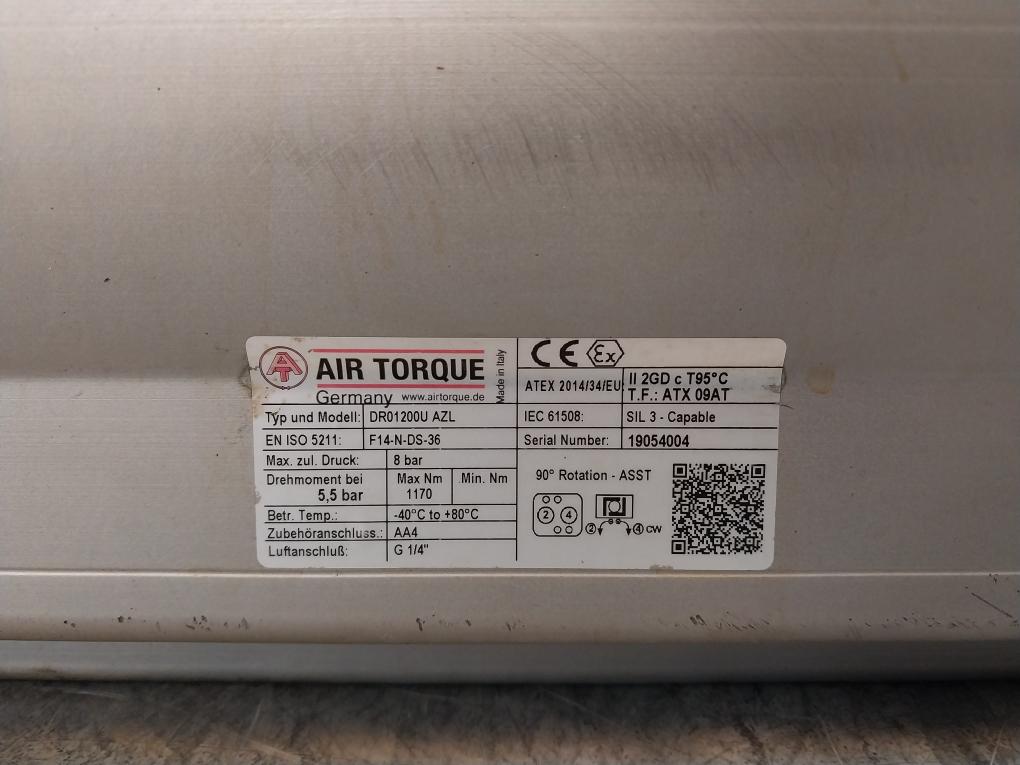 AT
AIR TORQUE
Germany www.airtorque.de
Made in Italy
Typ und Modell: DR01200U AZL
EN ISO 5211: F14-N-DS-36
Max. zul. Druck: 8 bar
Drehmoment bei 5,5 bar Max Nm 1170 Min. Nm
Betr. Temp.: -40°C to +80°C
Zubehöranschluss.: AA4
Luftanschluß: G 1/4"
CE Ex
ATEX 2014/34/EU: II 2GD c T95°C
T.F.: ATX 09AT
IEC 61508: SIL 3 - Capable
Serial Number: 19054004
90° Rotation - ASST
2 4
2 4 CW